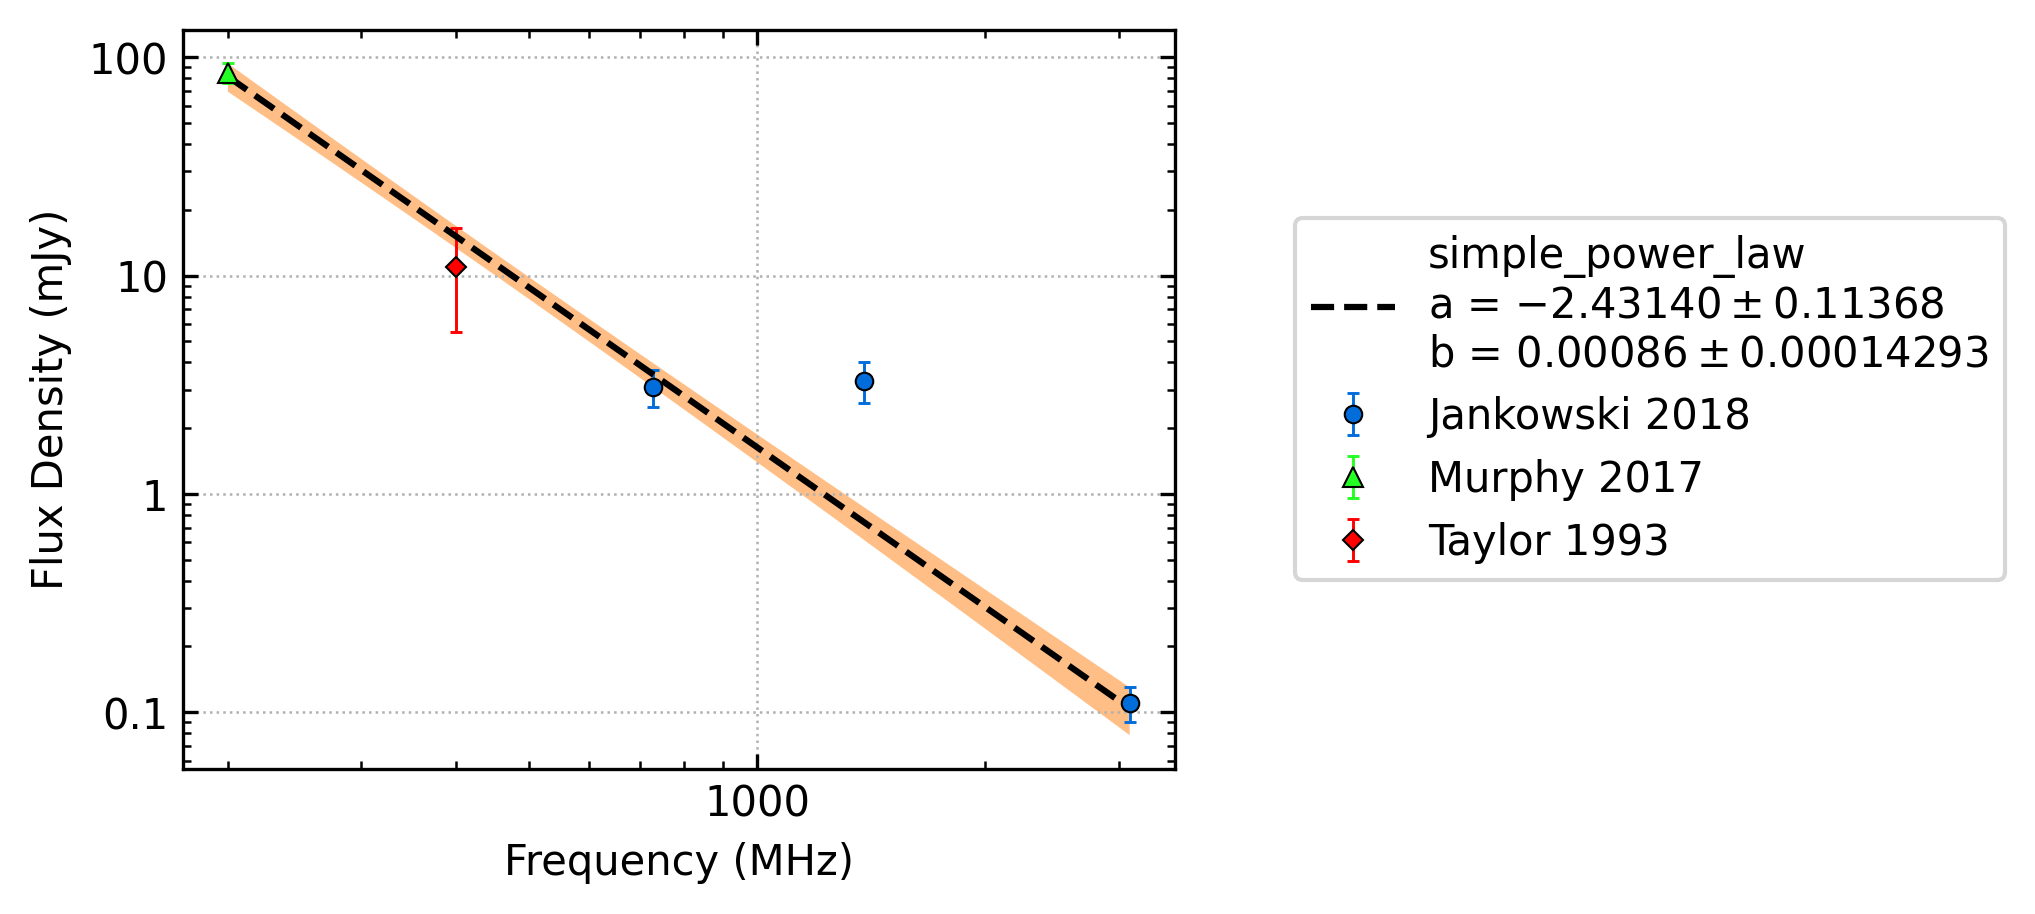 100
10
1
0.1
1000
Flux Density (mJy)
Frequency (MHz)
simple_power_law
a = −2.43140 ± 0.11368
b = 0.00086 ± 0.00014293
Jankowski 2018
Murphy 2017
Taylor 1993